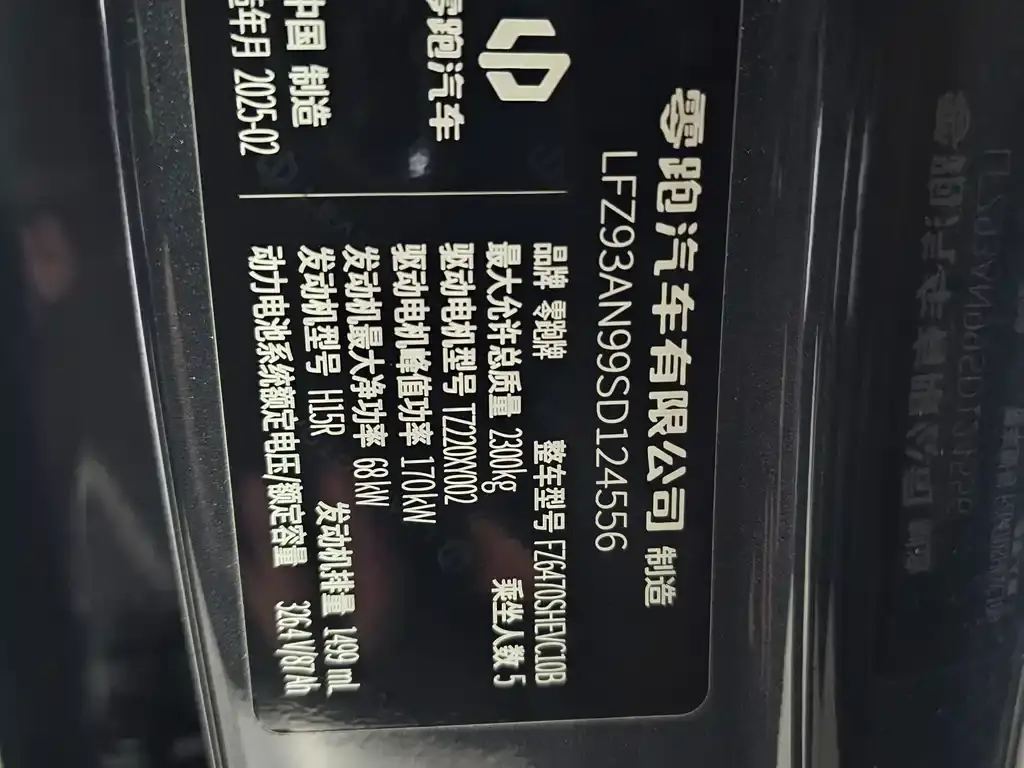 零跑汽车有限公司 制造
LFZ93AN99SD124556
品牌 零跑牌 整车型号 FZ6470SHEVC10B
最大允许总质量 2300kg 乘坐人数 5
驱动电机型号 TZ220XY002
驱动电机峰值功率 170kW
发动机最大净功率 68kW
发动机型号 H15R 发动机排量 1499 mL
动力电池系统额定电压/额定容量 326.4V/87Ah
零跑汽车
中国 制造
年月 2025-02